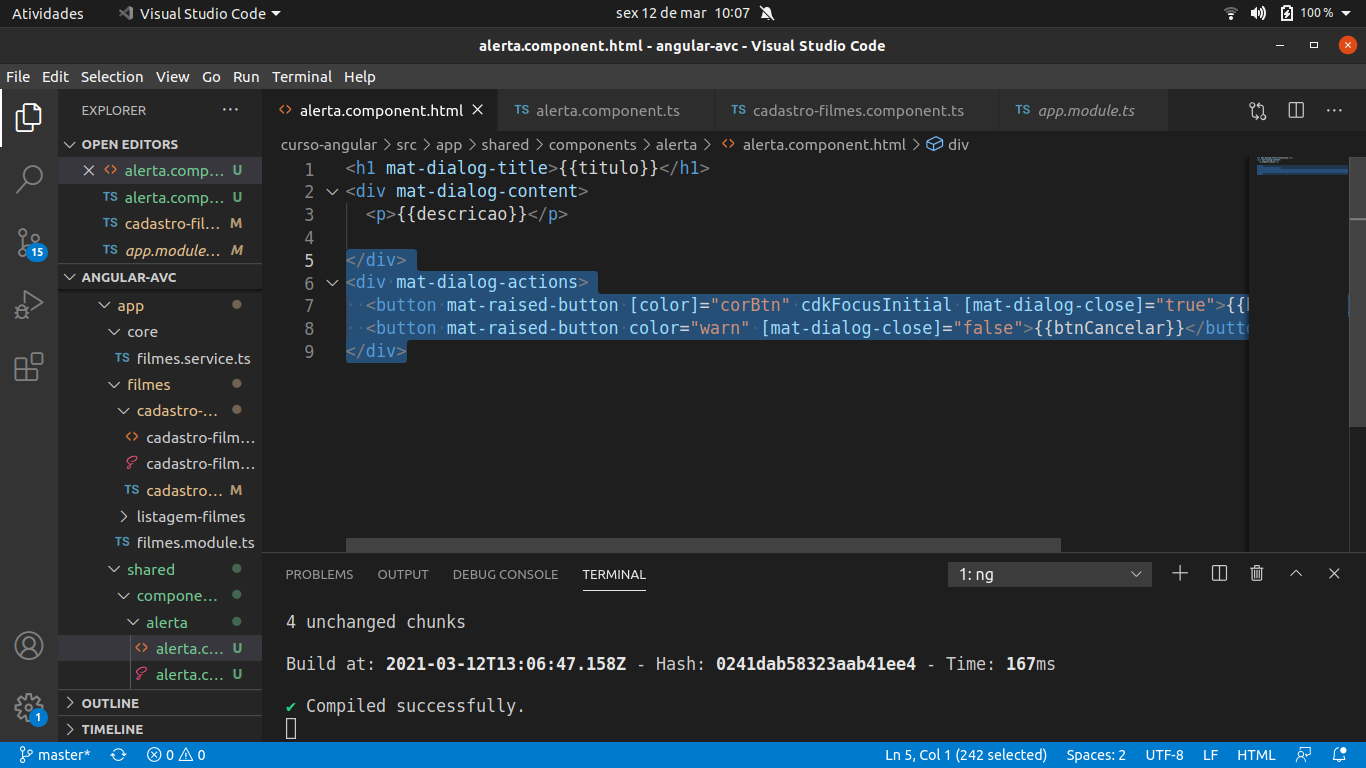 Atividades Visual Studio Code sex 12 de mar 10:07 100 %
alerta.component.html - angular-avc - Visual Studio Code
File Edit Selection View Go Run Terminal Help
EXPLORER ...
alerta.component.html TS alerta.component.ts TS cadastro-filmes.component.ts TS app.module.ts ...
OPEN EDITORS
alerta.comp... U
TS alerta.comp... U
TS cadastro-fil... M
TS app.module... M
ANGULAR-AVC
app
core
TS filmes.service.ts
filmes
cadastro-...
cadastro-film...
cadastro-film...
TS cadastro... M
listagem-filmes
TS filmes.module.ts
shared
compone...
alerta
alerta.c... U
alerta.c... U
OUTLINE
TIMELINE
15
1
curso-angular > src > app > shared > components > alerta > alerta.component.html > div
1 <h1 mat-dialog-title>{{titulo}}</h1>
2 <div mat-dialog-content>
3 <p>{{descricao}}</p>
4
5 </div>
6 <div mat-dialog-actions>
7 <button mat-raised-button [color]="corBtn" cdkFocusInitial [mat-dialog-close]="true">{{
8 <button mat-raised-button color="warn" [mat-dialog-close]="false">{{btnCancelar}}</butto
9 </div>
PROBLEMS OUTPUT DEBUG CONSOLE TERMINAL 1: ng
4 unchanged chunks
Build at: 2021-03-12T13:06:47.158Z - Hash: 0241dab58323aab41ee4 - Time: 167ms
✔ Compiled successfully.
master* 0 0 Ln 5, Col 1 (242 selected) Spaces: 2 UTF-8 LF HTML